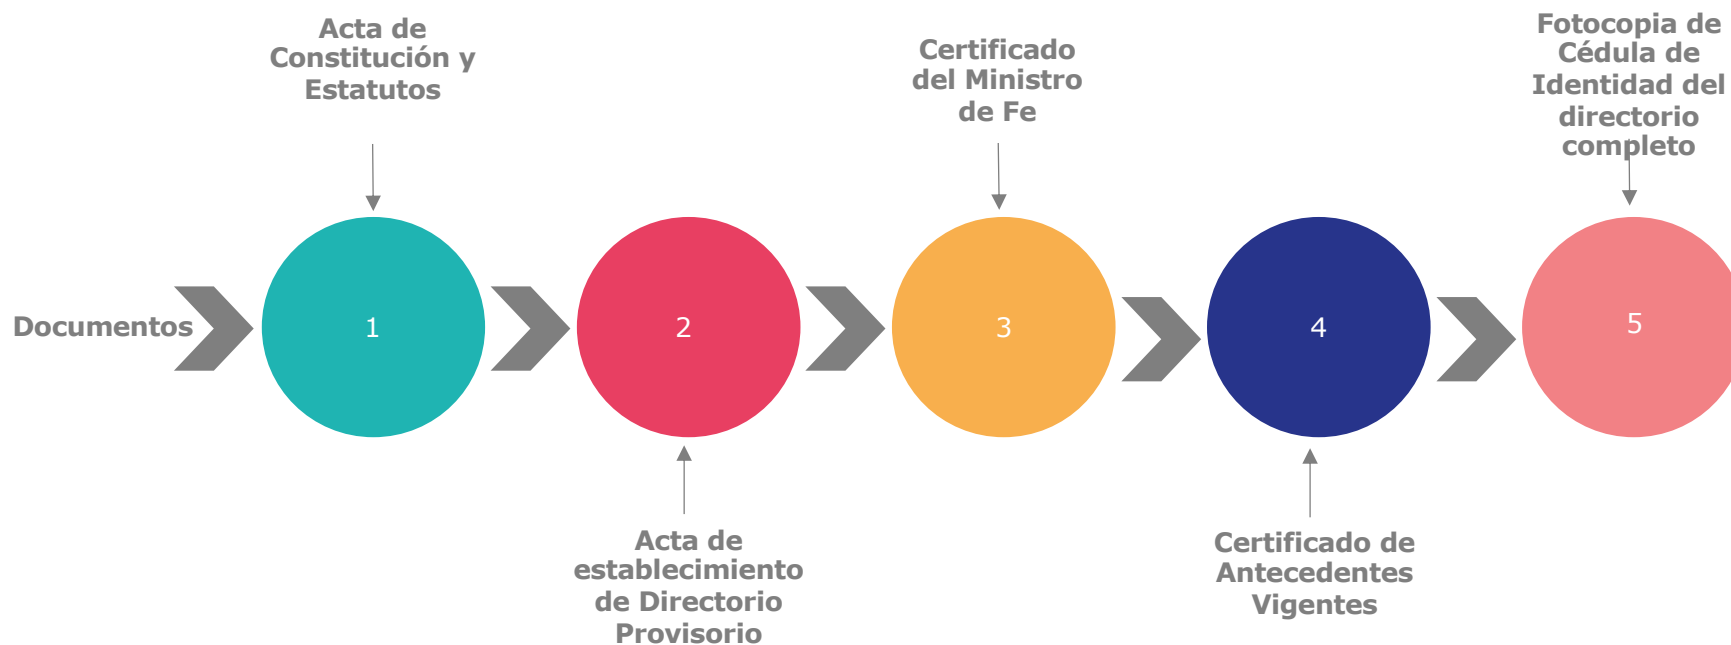 Acta de
Constitución y
Estatutos
Certificado
del Ministro
de Fe
Fotocopia de
Cédula de
Identidad del
directorio
completo
Documentos
1
2
3
4
5
Acta de
establecimiento
de Directorio
Provisorio
Certificado de
Antecedentes
Vigentes